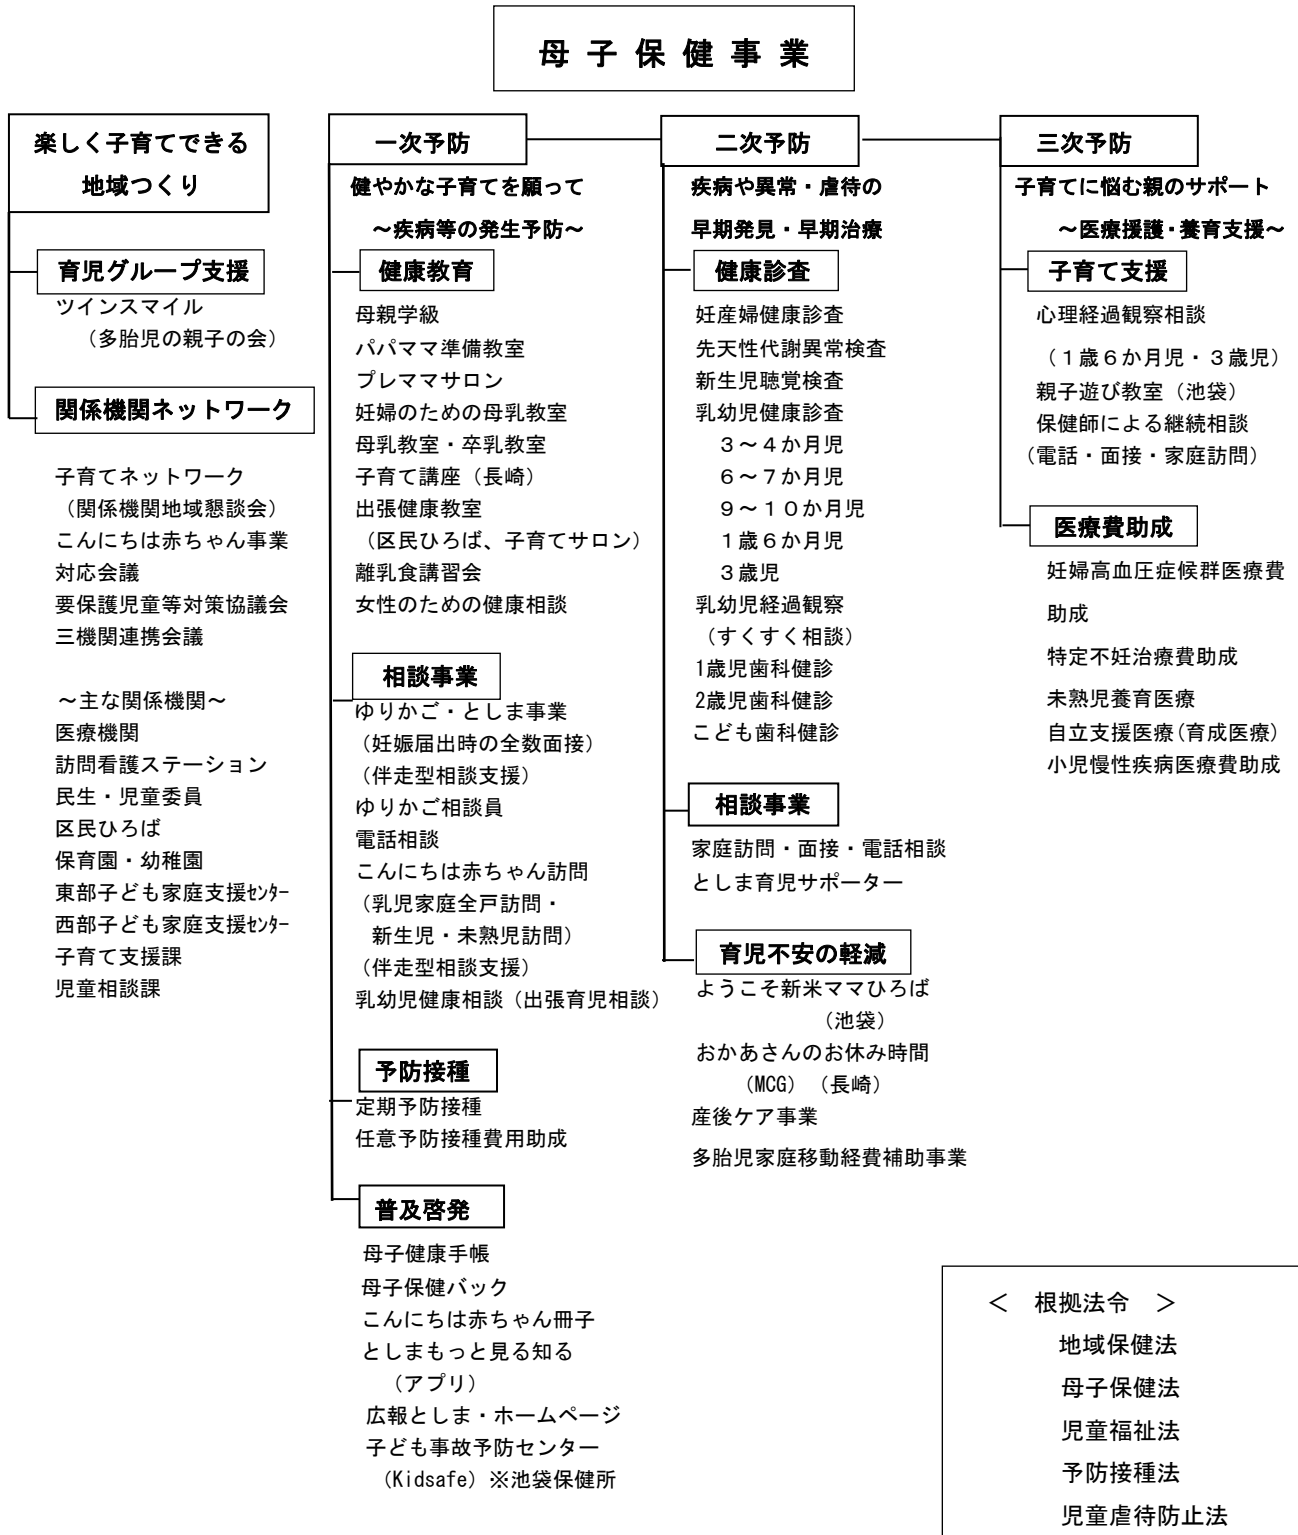 母子保健事業
楽しく子育てできる
地域つくり
育児グループ支援
ツインスマイル
（多胎児の親子の会）
関係機関ネットワーク
子育てネットワーク
（関係機関地域懇談会）
こんにちは赤ちゃん事業
対応会議
要保護児童等対策協議会
三機関連携会議
～主な関係機関～
医療機関
訪問看護ステーション
民生・児童委員
区民ひろば
保育園・幼稚園
東部子ども家庭支援ｾﾝﾀｰ
西部子ども家庭支援ｾﾝﾀｰ
子育て支援課
児童相談課
一次予防
健やかな子育てを願って
～疾病等の発生予防～
健康教育
母親学級
パパママ準備教室
プレママサロン
妊婦のための母乳教室
母乳教室・卒乳教室
子育て講座（長崎）
出張健康教室
（区民ひろば、子育てサロン）
離乳食講習会
女性のための健康相談
相談事業
ゆりかご・としま事業
（妊娠届出時の全数面接）
（伴走型相談支援）
ゆりかご相談員
電話相談
こんにちは赤ちゃん訪問
（乳児家庭全戸訪問・
新生児・未熟児訪問）
（伴走型相談支援）
乳幼児健康相談（出張育児相談）
予防接種
定期予防接種
任意予防接種費用助成
普及啓発
母子健康手帳
母子保健バック
こんにちは赤ちゃん冊子
としまもっと見る知る
（アプリ）
広報としま・ホームページ
子ども事故予防センター
（Kidsafe）※池袋保健所
二次予防
疾病や異常・虐待の
早期発見・早期治療
健康診査
妊産婦健康診査
先天性代謝異常検査
新生児聴覚検査
乳幼児健康診査
３～４か月児
６～７か月児
９～１０か月児
１歳６か月児
３歳児
乳幼児経過観察
（すくすく相談）
1歳児歯科健診
2歳児歯科健診
こども歯科健診
相談事業
家庭訪問・面接・電話相談
としま育児サポーター
育児不安の軽減
ようこそ新米ママひろば
（池袋）
おかあさんのお休み時間
（MCG）（長崎）
産後ケア事業
多胎児家庭移動経費補助事業
三次予防
子育てに悩む親のサポート
～医療援護・養育支援～
子育て支援
心理経過観察相談
（１歳６か月児・３歳児）
親子遊び教室（池袋）
保健師による継続相談
（電話・面接・家庭訪問）
医療費助成
妊婦高血圧症候群医療費
助成
特定不妊治療費助成
未熟児養育医療
自立支援医療(育成医療)
小児慢性疾病医療費助成
＜　根拠法令　＞
地域保健法
母子保健法
児童福祉法
予防接種法
児童虐待防止法